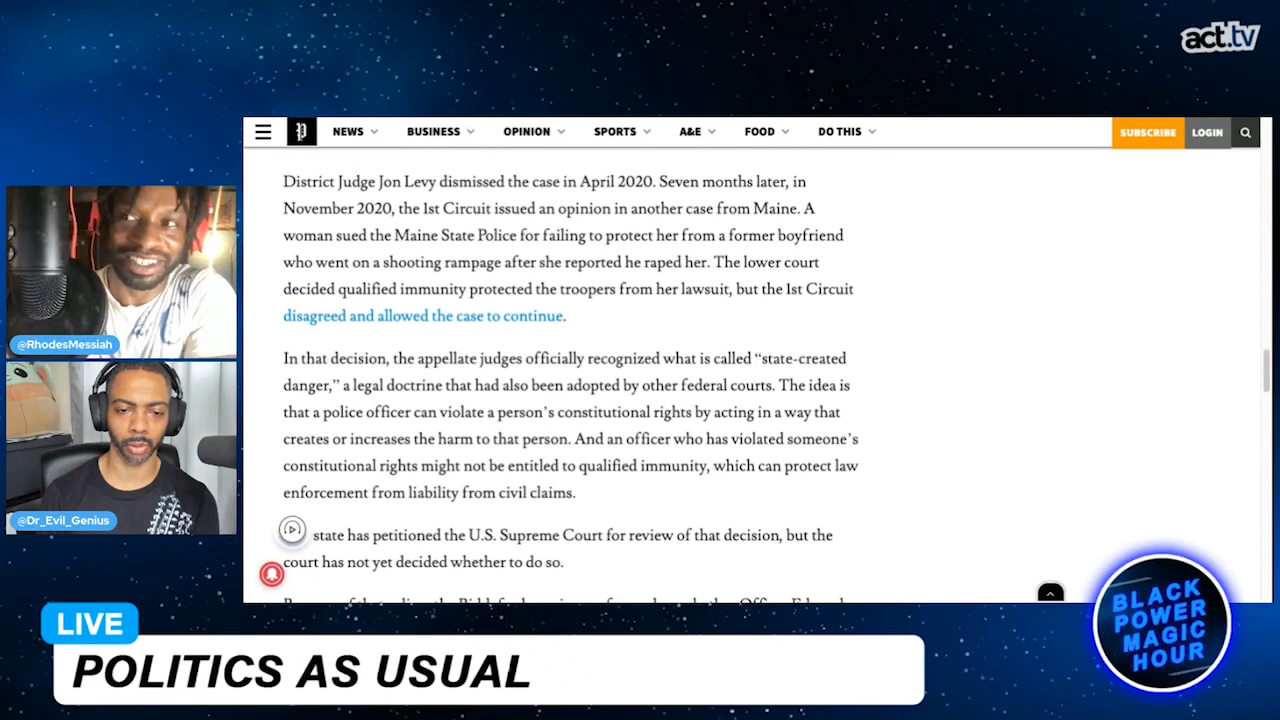 act.tv
NEWS BUSINESS OPINION SPORTS A&E FOOD DO THIS SUBSCRIBE LOGIN
District Judge Jon Levy dismissed the case in April 2020. Seven months later, in
November 2020, the 1st Circuit issued an opinion in another case from Maine. A
woman sued the Maine State Police for failing to protect her from a former boyfriend
who went on a shooting rampage after she reported he raped her. The lower court
decided qualified immunity protected the troopers from her lawsuit, but the 1st Circuit
disagreed and allowed the case to continue.
In that decision, the appellate judges officially recognized what is called “state-created
danger,” a legal doctrine that had also been adopted by other federal courts. The idea is
that a police officer can violate a person’s constitutional rights by acting in a way that
creates or increases the harm to that person. And an officer who has violated someone’s
constitutional rights might not be entitled to qualified immunity, which can protect law
enforcement from liability from civil claims.
state has petitioned the U.S. Supreme Court for review of that decision, but the
court has not yet decided whether to do so.
@RhodesMessiah
@Dr_Evil_Genius
LIVE
POLITICS AS USUAL
BLACK
POWER
MAGIC
HOUR